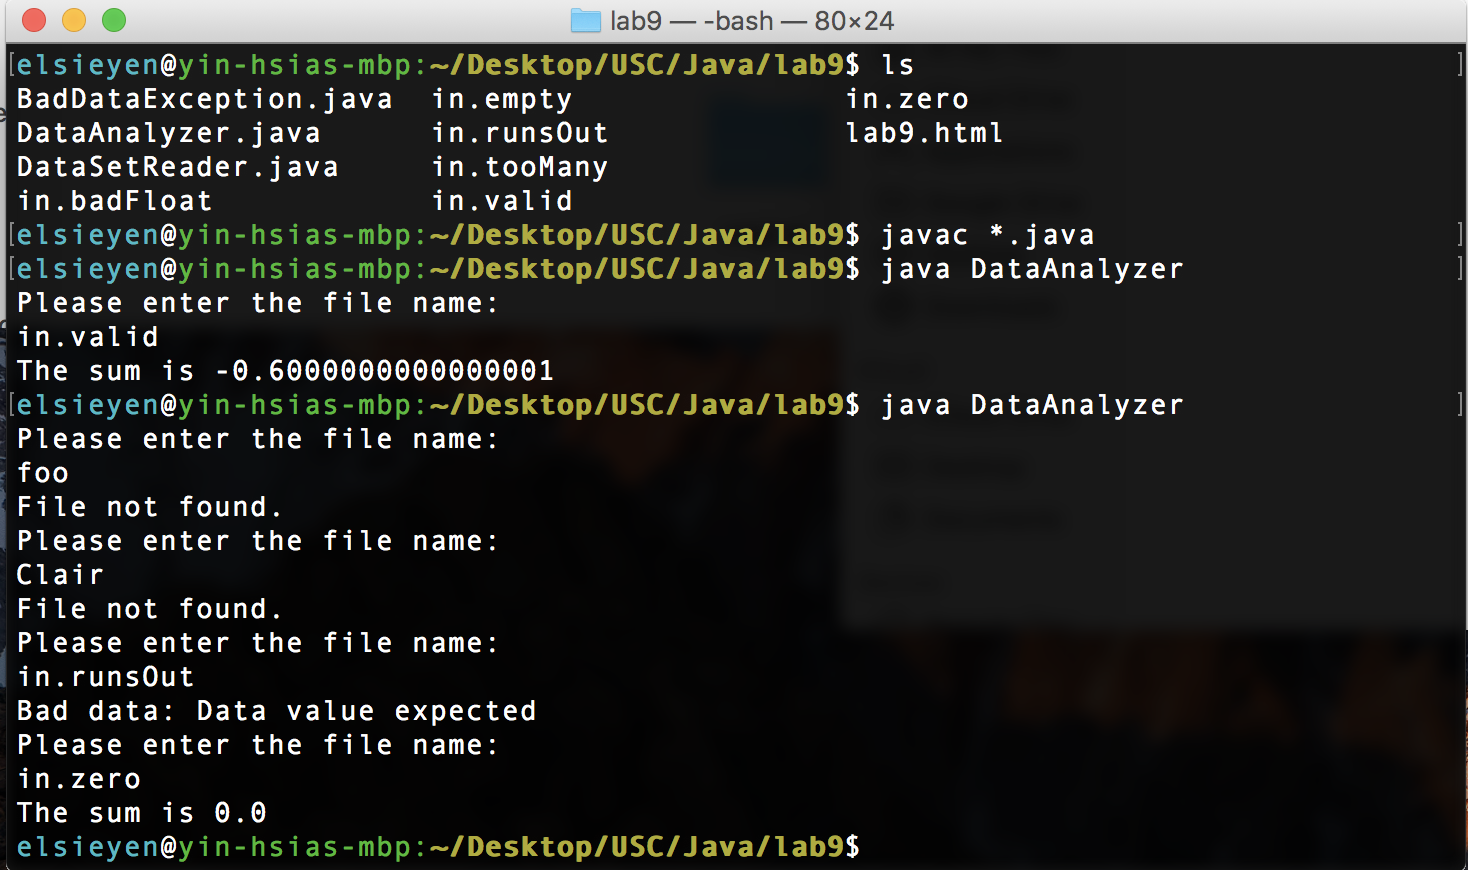 lab9 — -bash — 80×24
[elsieyen@yin-hsias-mbp:~/Desktop/USC/Java/lab9$ ls ]
BadDataException.java in.empty in.zero
DataAnalyzer.java in.runsOut lab9.html
DataSetReader.java in.tooMany
in.badFloat in.valid
[elsieyen@yin-hsias-mbp:~/Desktop/USC/Java/lab9$ javac *.java ]
[elsieyen@yin-hsias-mbp:~/Desktop/USC/Java/lab9$ java DataAnalyzer ]
Please enter the file name:
in.valid
The sum is -0.6000000000000001
[elsieyen@yin-hsias-mbp:~/Desktop/USC/Java/lab9$ java DataAnalyzer ]
Please enter the file name:
foo
File not found.
Please enter the file name:
Clair
File not found.
Please enter the file name:
in.runsOut
Bad data: Data value expected
Please enter the file name:
in.zero
The sum is 0.0
elsieyen@yin-hsias-mbp:~/Desktop/USC/Java/lab9$